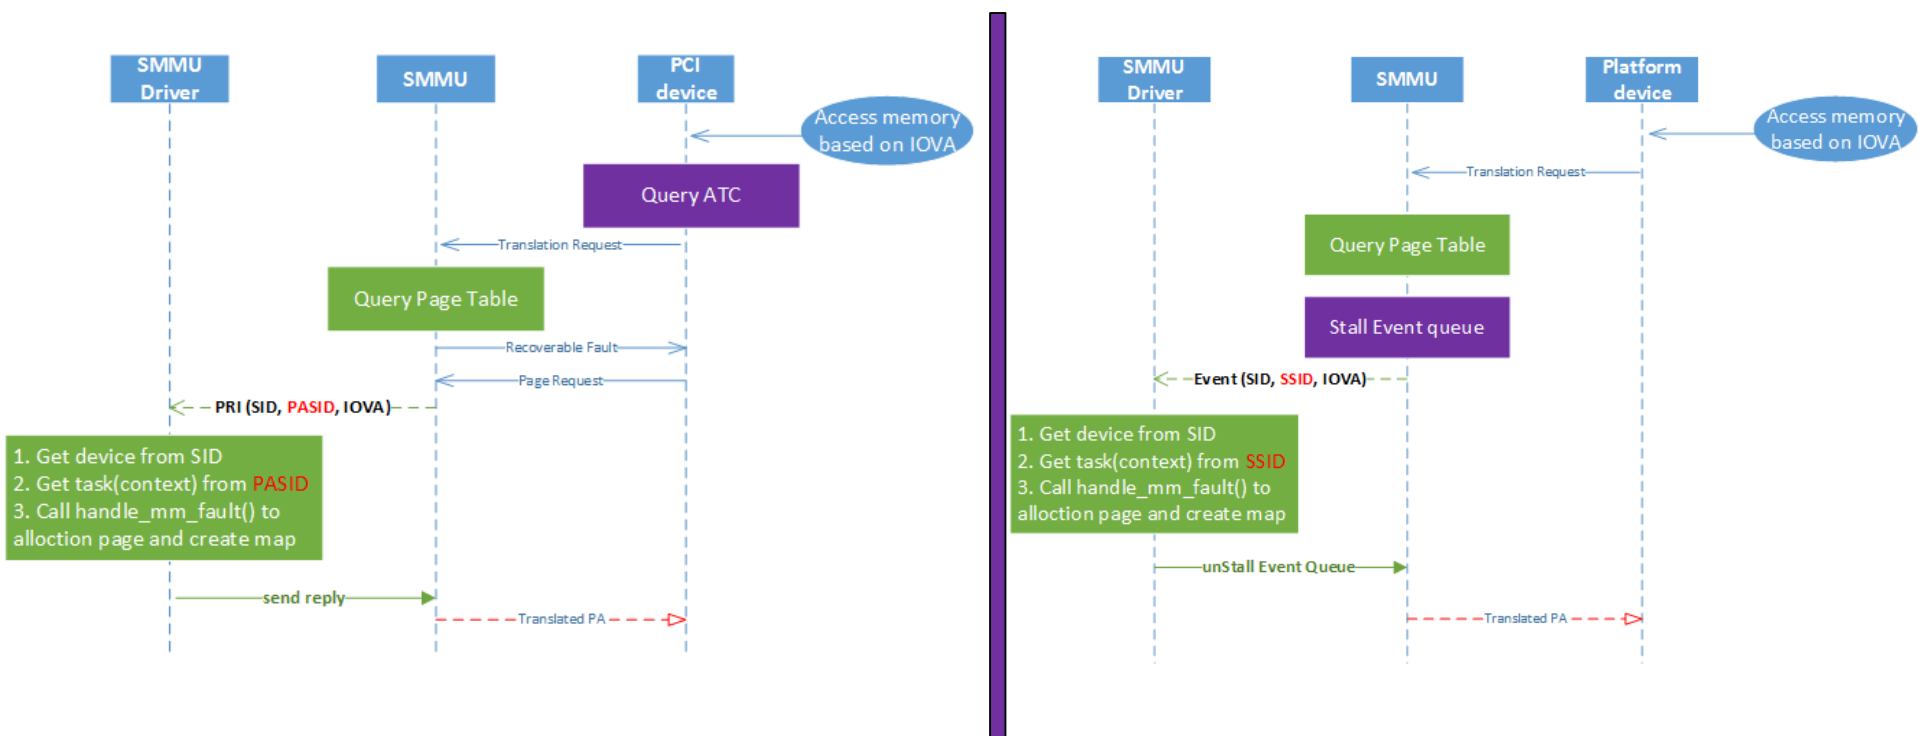 SMMU
Driver
SMMU
PCI
device
Access memory
based on IOVA
Query ATC
Translation Request
Query Page Table
Recoverable Fault
Page Request
PRI (SID, PASID, IOVA)
1. Get device from SID
2. Get task(context) from PASID
3. Call handle_mm_fault() to
alloction page and create map
send reply
Translated PA
SMMU
Driver
SMMU
Platform
device
Access memory
based on IOVA
Translation Request
Query Page Table
Stall Event queue
Event (SID, SSID, IOVA)
1. Get device from SID
2. Get task(context) from SSID
3. Call handle_mm_fault() to
alloction page and create map
unStall Event Queue
Translated PA